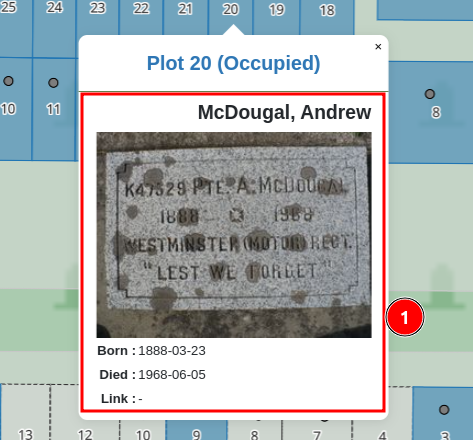 25 24 23 22 21 20 19 18
×
Plot 20 (Occupied)
10 11 8
McDougal, Andrew
K47529 PTE. A. McDOUGAL
1888 1968
WESTMINSTER (MOTOR) REGT.
"LEST WE FORGET"
1
Born : 1888-03-23
Died : 1968-06-05
Link : -
13 12 10 9 8 7 4 3